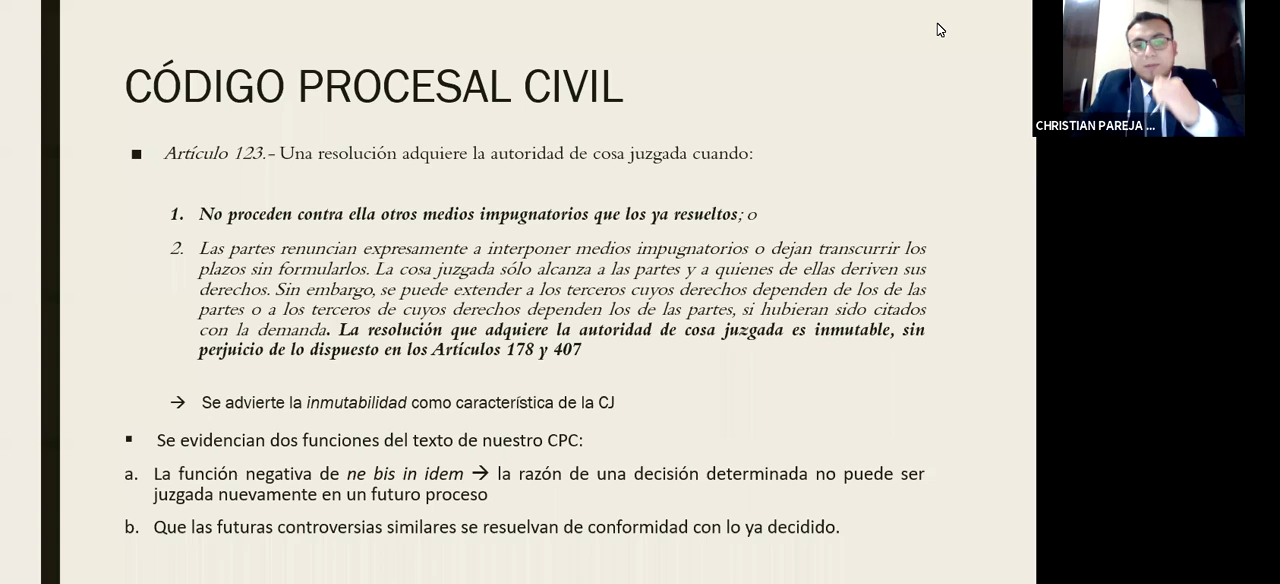 CÓDIGO PROCESAL CIVIL
CHRISTIAN PAREJA ...
■ Artículo 123.- Una resolución adquiere la autoridad de cosa juzgada cuando:
1. No proceden contra ella otros medios impugnatorios que los ya resueltos; o
2. Las partes renuncian expresamente a interponer medios impugnatorios o dejan transcurrir los
plazos sin formularlos. La cosa juzgada sólo alcanza a las partes y a quienes de ellas deriven sus
derechos. Sin embargo, se puede extender a los terceros cuyos derechos dependen de los de las
partes o a los terceros de cuyos derechos dependen los de las partes, si hubieran sido citados
con la demanda. La resolución que adquiere la autoridad de cosa juzgada es inmutable, sin
perjuicio de lo dispuesto en los Artículos 178 y 407
→ Se advierte la inmutabilidad como característica de la CJ
▪ Se evidencian dos funciones del texto de nuestro CPC:
a. La función negativa de ne bis in idem → la razón de una decisión determinada no puede ser
juzgada nuevamente en un futuro proceso
b. Que las futuras controversias similares se resuelvan de conformidad con lo ya decidido.